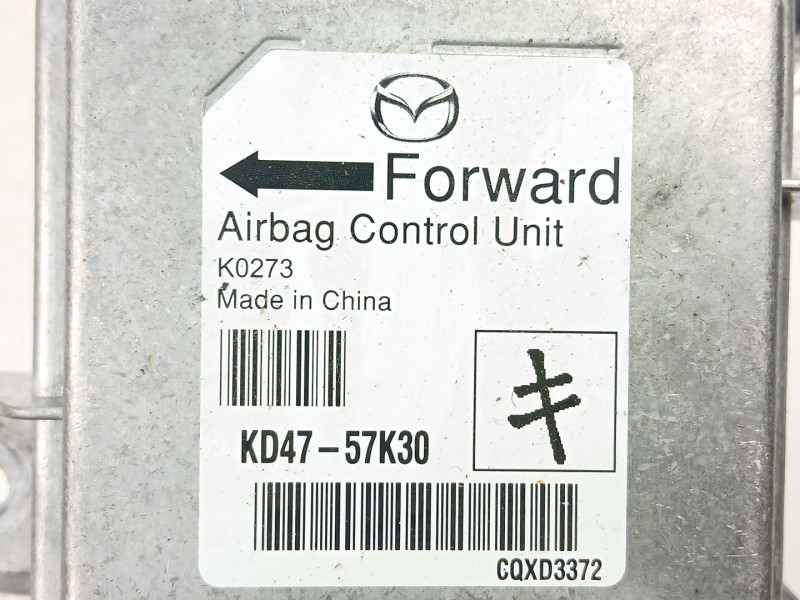 Forward
Airbag Control Unit
K0273
Made in China
キ
KD47-57K30
CQXD3372